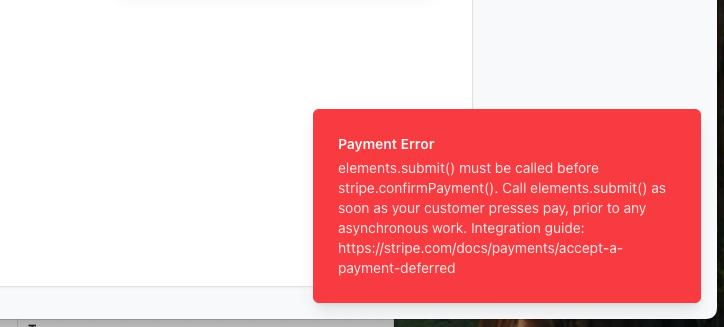 Payment Error
elements.submit() must be called before
stripe.confirmPayment(). Call elements.submit() as
soon as your customer presses pay, prior to any
asynchronous work. Integration guide:
https://stripe.com/docs/payments/accept-a-
payment-deferred